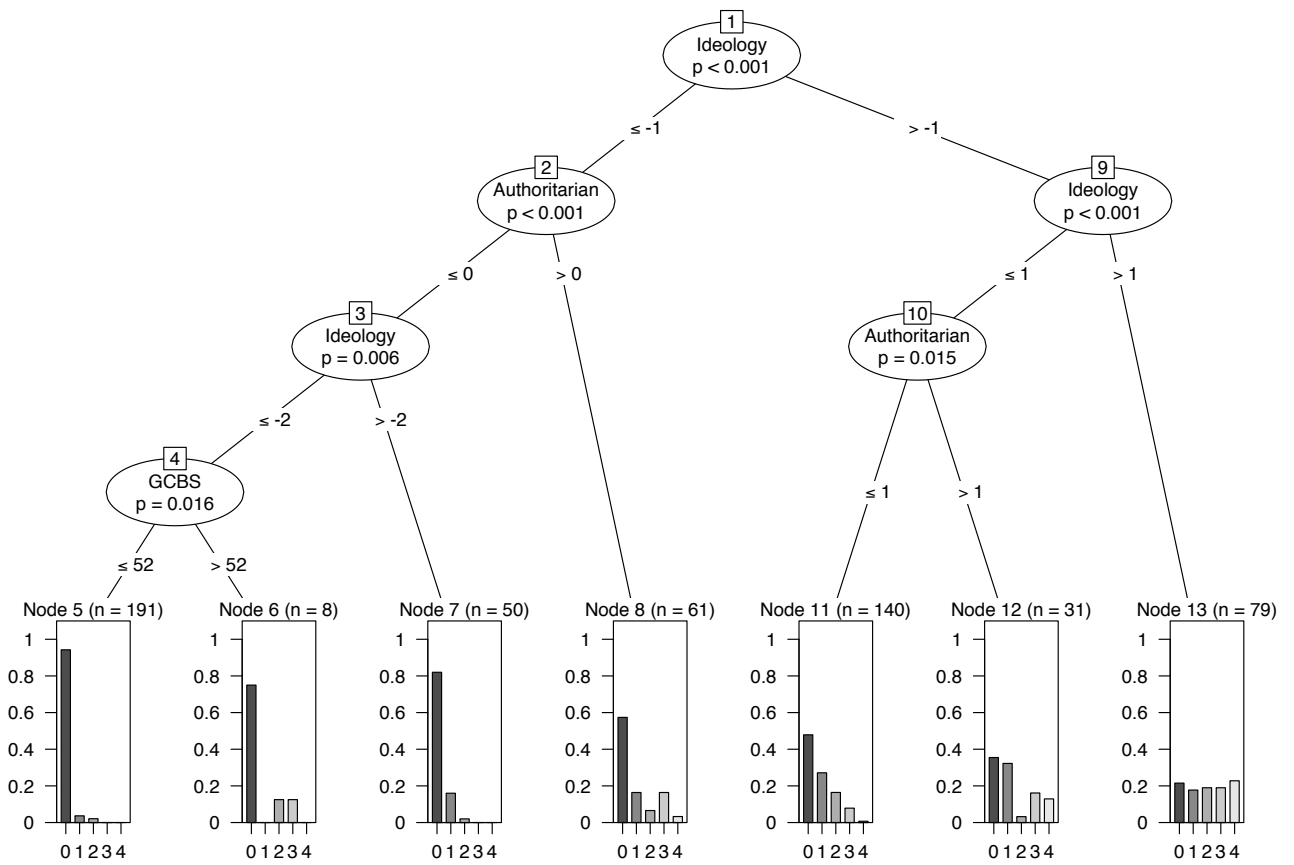 1
Ideology
p < 0.001
≤ -1
> -1
2
Authoritarian
p < 0.001
9
Ideology
p < 0.001
≤ 0
> 0
≤ 1
> 1
3
Ideology
p = 0.006
10
Authoritarian
p = 0.015
≤ -2
> -2
4
GCBS
p = 0.016
≤ 1
> 1
≤ 52
> 52
Node 5 (n = 191)
1
0.8
0.6
0.4
0.2
0
0 1 2 3 4
Node 6 (n = 8)
1
0.8
0.6
0.4
0.2
0
0 1 2 3 4
Node 7 (n = 50)
1
0.8
0.6
0.4
0.2
0
0 1 2 3 4
Node 8 (n = 61)
1
0.8
0.6
0.4
0.2
0
0 1 2 3 4
Node 11 (n = 140)
1
0.8
0.6
0.4
0.2
0
0 1 2 3 4
Node 12 (n = 31)
1
0.8
0.6
0.4
0.2
0
0 1 2 3 4
Node 13 (n = 79)
1
0.8
0.6
0.4
0.2
0
0 1 2 3 4